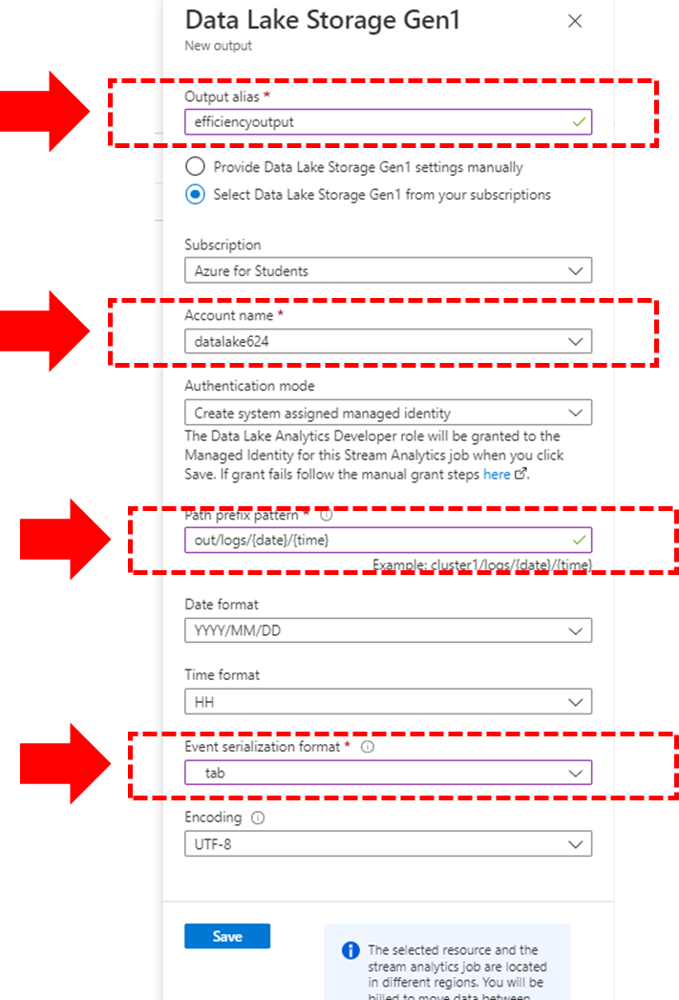 Data Lake Storage Gen1
New output
Output alias *
efficiencyoutput
Provide Data Lake Storage Gen1 settings manually
Select Data Lake Storage Gen1 from your subscriptions
Subscription
Azure for Students
Account name *
datalake624
Authentication mode
Create system assigned managed identity
The Data Lake Analytics Developer role will be granted to the
Managed Identity for this Stream Analytics job when you click
Save. If grant fails follow the manual grant steps here.
Path prefix pattern *
out/logs/{date}/{time}
Example: cluster1/logs/{date}/{time}
Date format
YYYY/MM/DD
Time format
HH
Event serialization format *
tab
Encoding
UTF-8
Save
The selected resource and the
stream analytics job are located
in different regions. You will be
billed to move data between